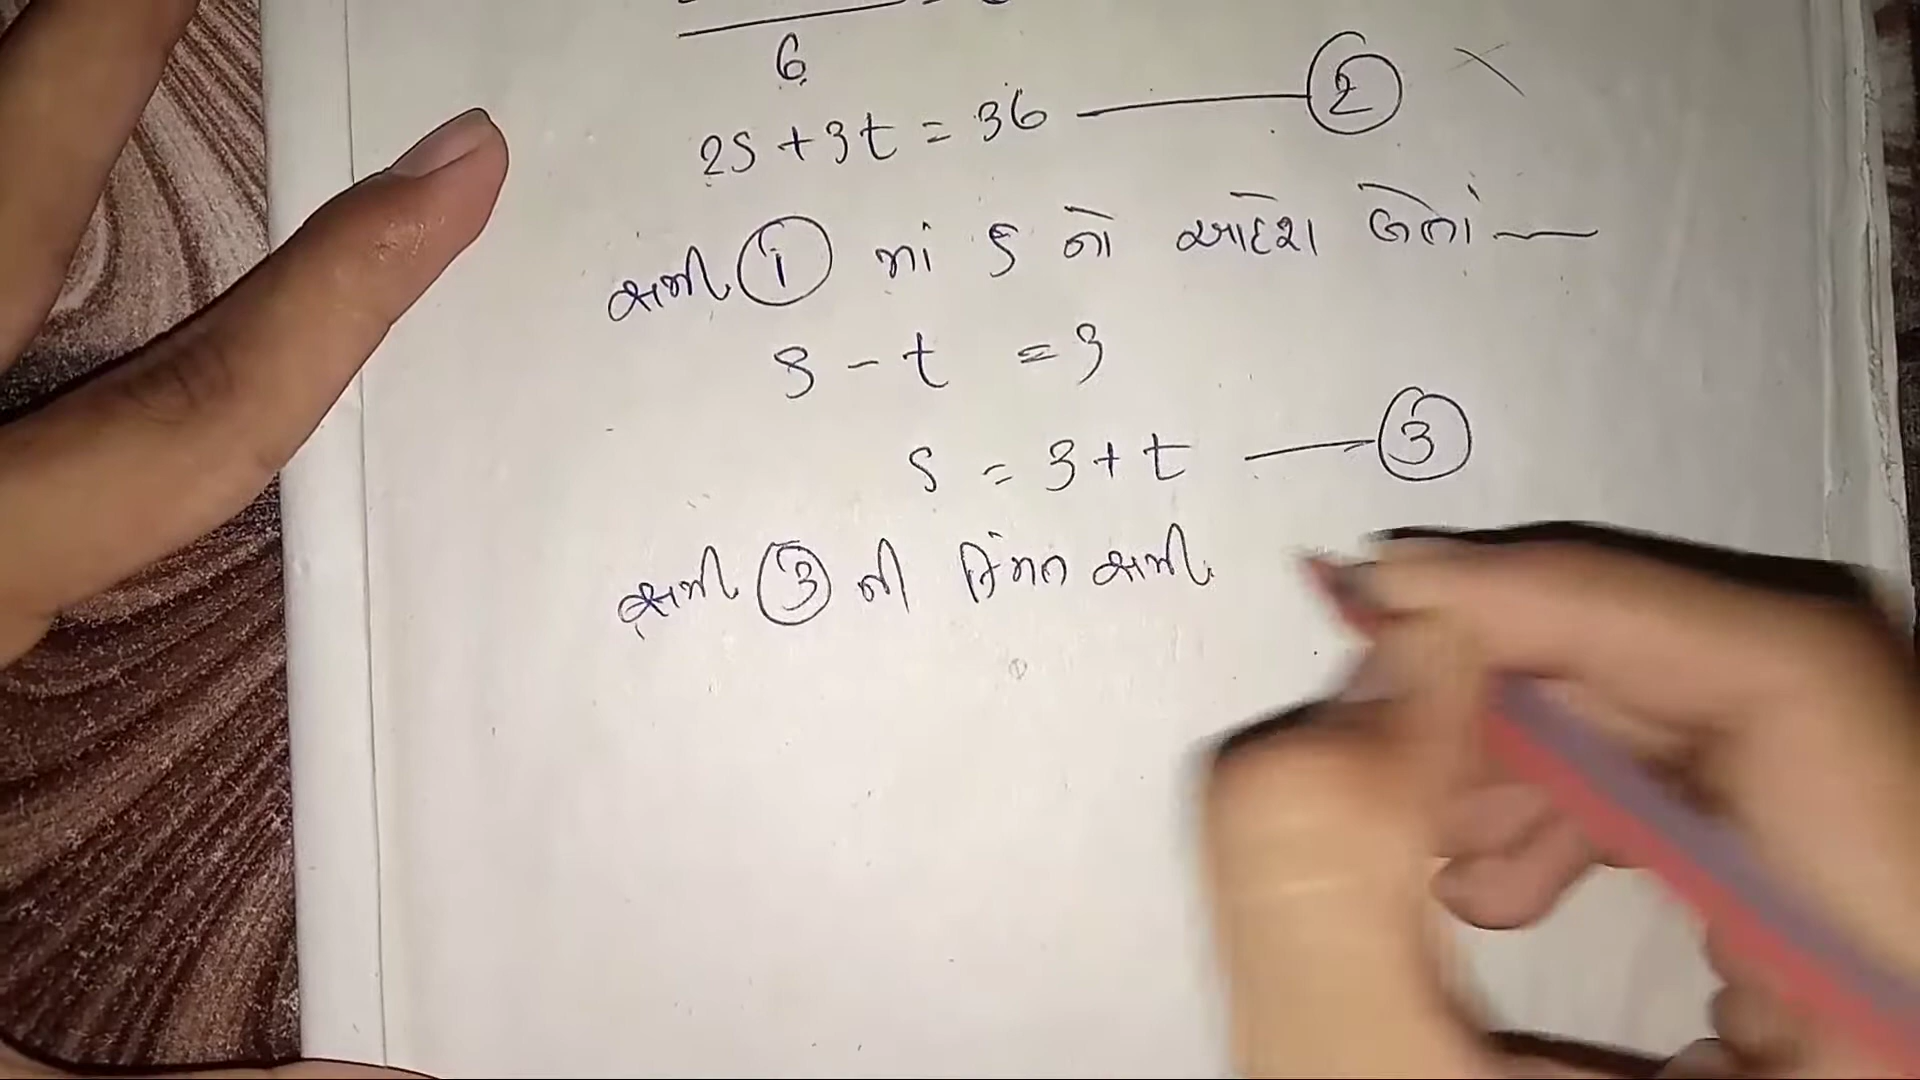 6
2s + 3t = 36 —— ②
સમી ① માં s નો આદેશ લેતાં —
s - t = 3
s = 3 + t —— ③
સમી ③ ની કિંમત સમી.